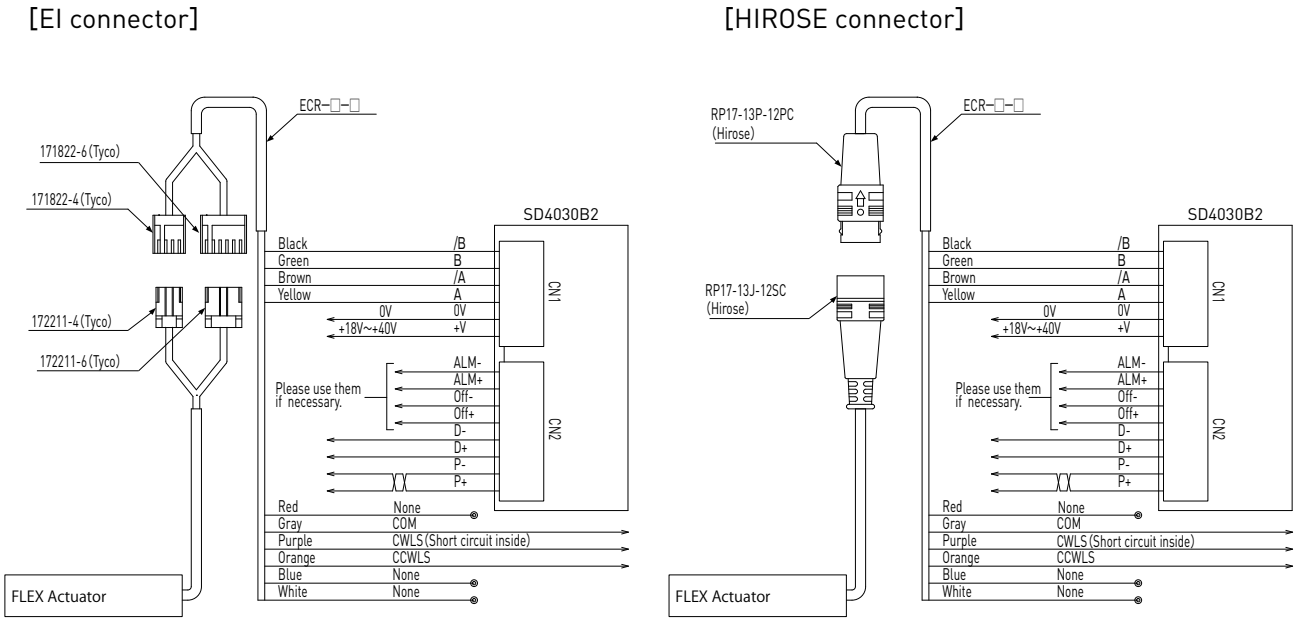 [EI connector]
ECR-□-□
171822-6(Tyco)
171822-4(Tyco)
172211-4(Tyco)
172211-6(Tyco)
FLEX Actuator
SD4030B2
Black /B
Green B
Brown /A
Yellow A
0V 0V
+18V~+40V +V
CN1
ALM-
ALM+
Off-
Off+
D-
D+
P-
P+
CN2
Please use them
if necessary.
Red None
Gray COM
Purple CWLS(Short circuit inside)
Orange CCWLS
Blue None
White None
[HIROSE connector]
ECR-□-□
RP17-13P-12PC
(Hirose)
RP17-13J-12SC
(Hirose)
FLEX Actuator
SD4030B2
Black /B
Green B
Brown /A
Yellow A
0V 0V
+18V~+40V +V
CN1
ALM-
ALM+
Off-
Off+
D-
D+
P-
P+
CN2
Please use them
if necessary.
Red None
Gray COM
Purple CWLS(Short circuit inside)
Orange CCWLS
Blue None
White None